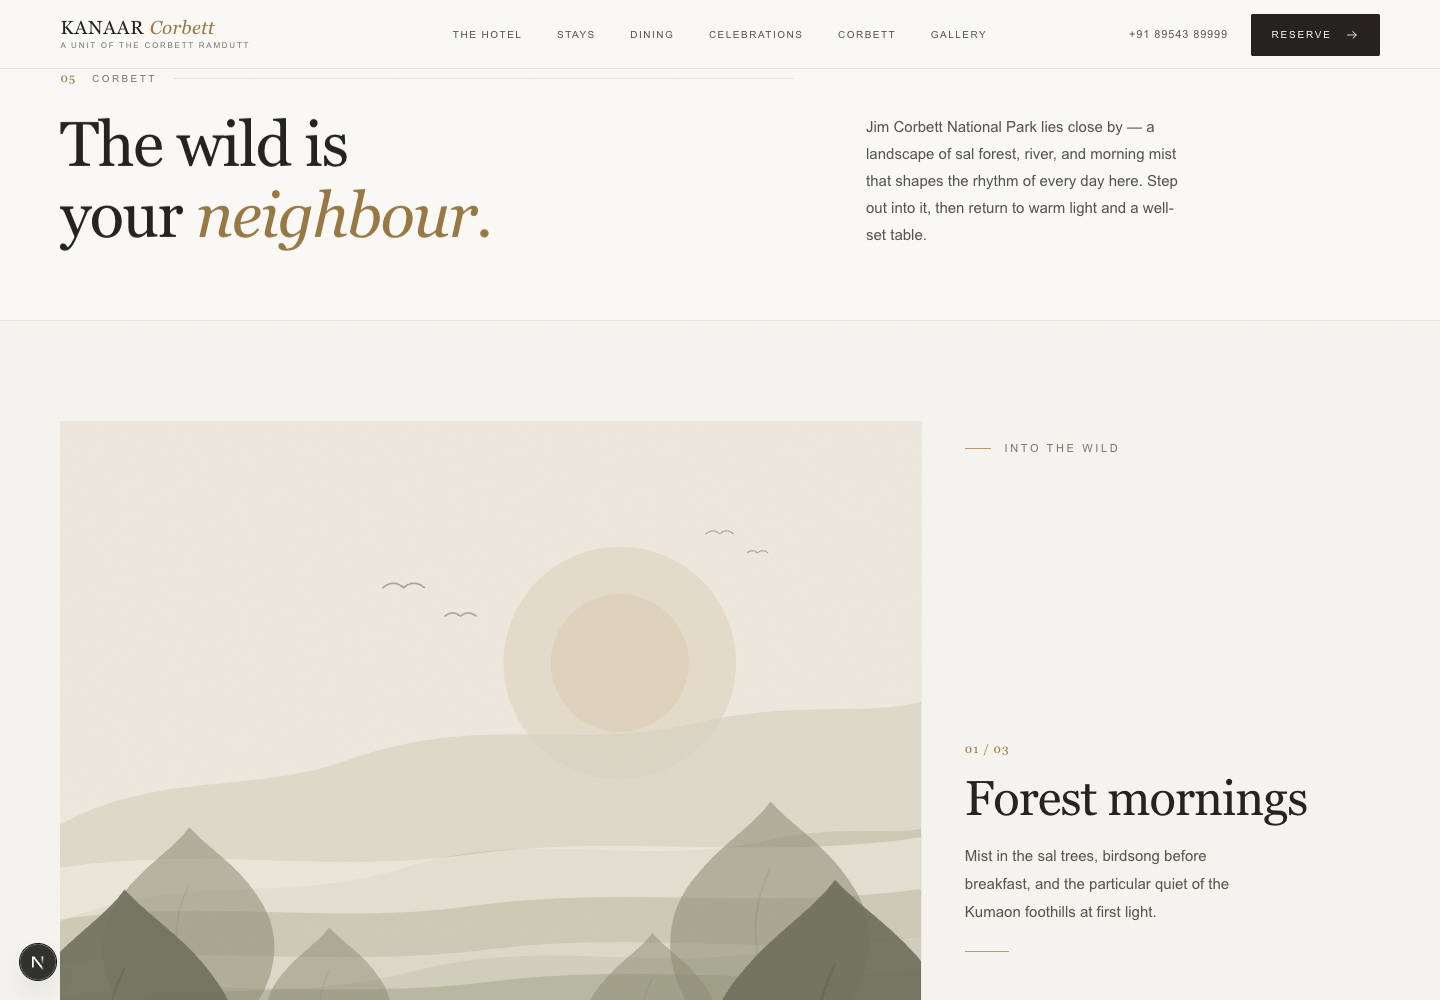 KANAAR Corbett
A UNIT OF THE CORBETT RAMDUTT
THE HOTEL
STAYS
DINING
CELEBRATIONS
CORBETT
GALLERY
+91 89543 89999
RESERVE →
05 CORBETT
The wild is
your neighbour.
Jim Corbett National Park lies close by — a
landscape of sal forest, river, and morning mist
that shapes the rhythm of every day here. Step
out into it, then return to warm light and a well-
set table.
INTO THE WILD
01 / 03
Forest mornings
Mist in the sal trees, birdsong before
breakfast, and the particular quiet of the
Kumaon foothills at first light.
N